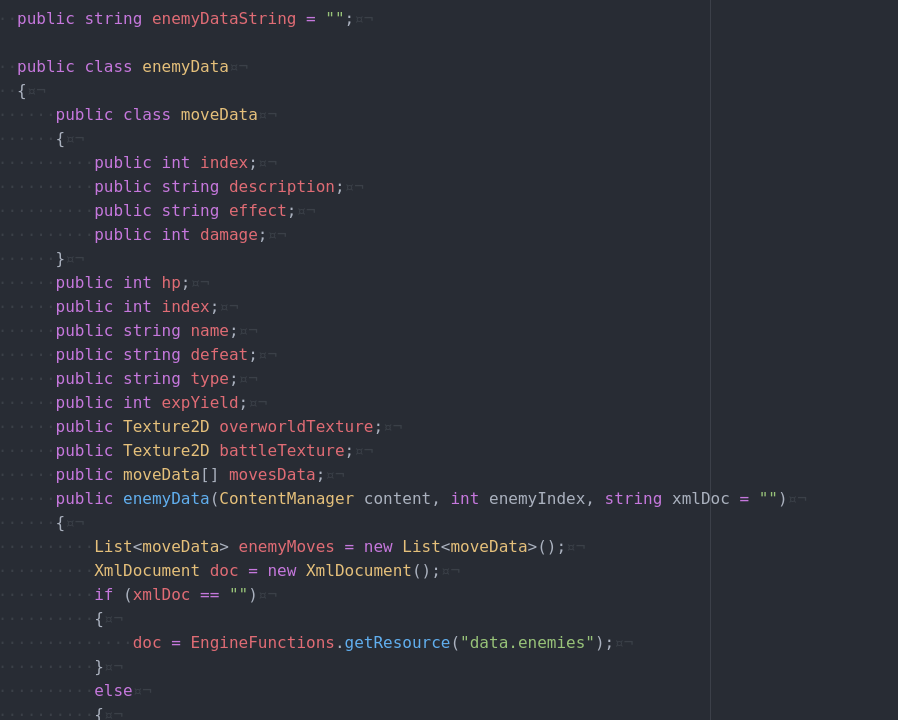 public string enemyDataString = "";
public class enemyData
{
public class moveData
{
public int index;
public string description;
public string effect;
public int damage;
}
public int hp;
public int index;
public string name;
public string defeat;
public string type;
public int expYield;
public Texture2D overworldTexture;
public Texture2D battleTexture;
public moveData[] movesData;
public enemyData(ContentManager content, int enemyIndex, string xmlDoc = "")
{
List<moveData> enemyMoves = new List<moveData>();
XmlDocument doc = new XmlDocument();
if (xmlDoc == "")
{
doc = EngineFunctions.getResource("data.enemies");
}
else
{